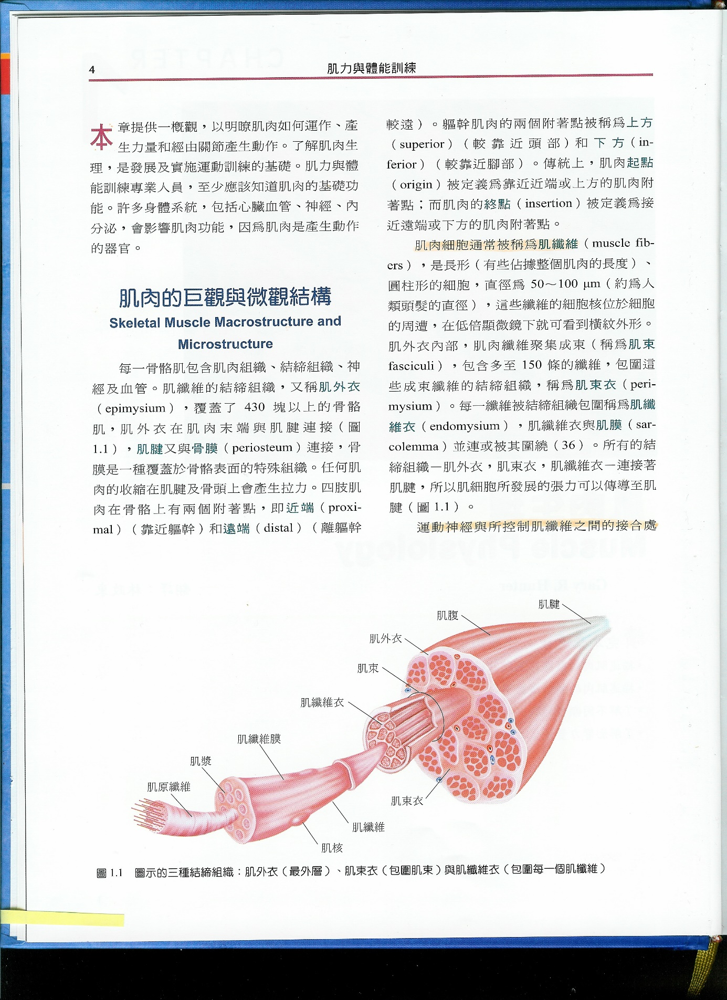 4
肌力與體能訓練
本章提供一概觀，以明瞭肌肉如何運作、產
生力量和經由關節產生動作。了解肌肉生
理，是發展及實施運動訓練的基礎。肌力與體
能訓練專業人員，至少應該知道肌肉的基礎功
能。許多身體系統，包括心臟血管、神經、內
分泌，會影響肌肉功能，因為肌肉是產生動作
的器官。
肌肉的巨觀與微觀結構
Skeletal Muscle Macrostructure and
Microstructure
每一骨骼肌包含肌肉組織、結締組織、神
經及血管。肌纖維的結締組織，又稱肌外衣
（epimysium），覆蓋了 430 塊以上的骨骼
肌，肌外衣在肌肉末端與肌腱連接（圖
1.1），肌腱又與骨膜（periosteum）連接，骨
膜是一種覆蓋於骨骼表面的特殊組織。任何肌
肉的收縮在肌腱及骨頭上會產生拉力。四肢肌
肉在骨骼上有兩個附著點，即近端（proxi-
mal）（靠近軀幹）和遠端（distal）（離軀幹
較遠）。軀幹肌肉的兩個附著點被稱為上方
（superior）（較靠近頭部）和下方（in-
ferior）（較靠近腳部）。傳統上，肌肉起點
（origin）被定義為靠近近端或上方的肌肉附
著點；而肌肉的終點（insertion）被定義為接
近遠端或下方的肌肉附著點。
肌肉細胞通常被稱為肌纖維（muscle fib-
ers），是長形（有些佔據整個肌肉的長度）、
圓柱形的細胞，直徑為 50～100 μm（約為人
類頭髮的直徑），這些纖維的細胞核位於細胞
的周遭，在低倍顯微鏡下就可看到橫紋外形。
肌外衣內部，肌肉纖維聚集成束（稱為肌束
fasciculi），包含多至 150 條的纖維，包圍這
些成束纖維的結締組織，稱為肌束衣（peri-
mysium）。每一纖維被結締組織包圍稱為肌纖
維衣（endomysium），肌纖維衣與肌膜（sar-
colemma）並連或被其圍繞（36）。所有的結
締組織－肌外衣，肌束衣，肌纖維衣－連接著
肌腱，所以肌細胞所發展的張力可以傳導至肌
腱（圖 1.1）。
運動神經與所控制肌纖維之間的接合處
肌腱
肌腹
肌外衣
肌束
肌纖維衣
肌纖維膜
肌漿
肌原纖維
肌束衣
肌纖維
肌核
圖 1.1　圖示的三種結締組織：肌外衣（最外層）、肌束衣（包圍肌束）與肌纖維衣（包圍每一個肌纖維）